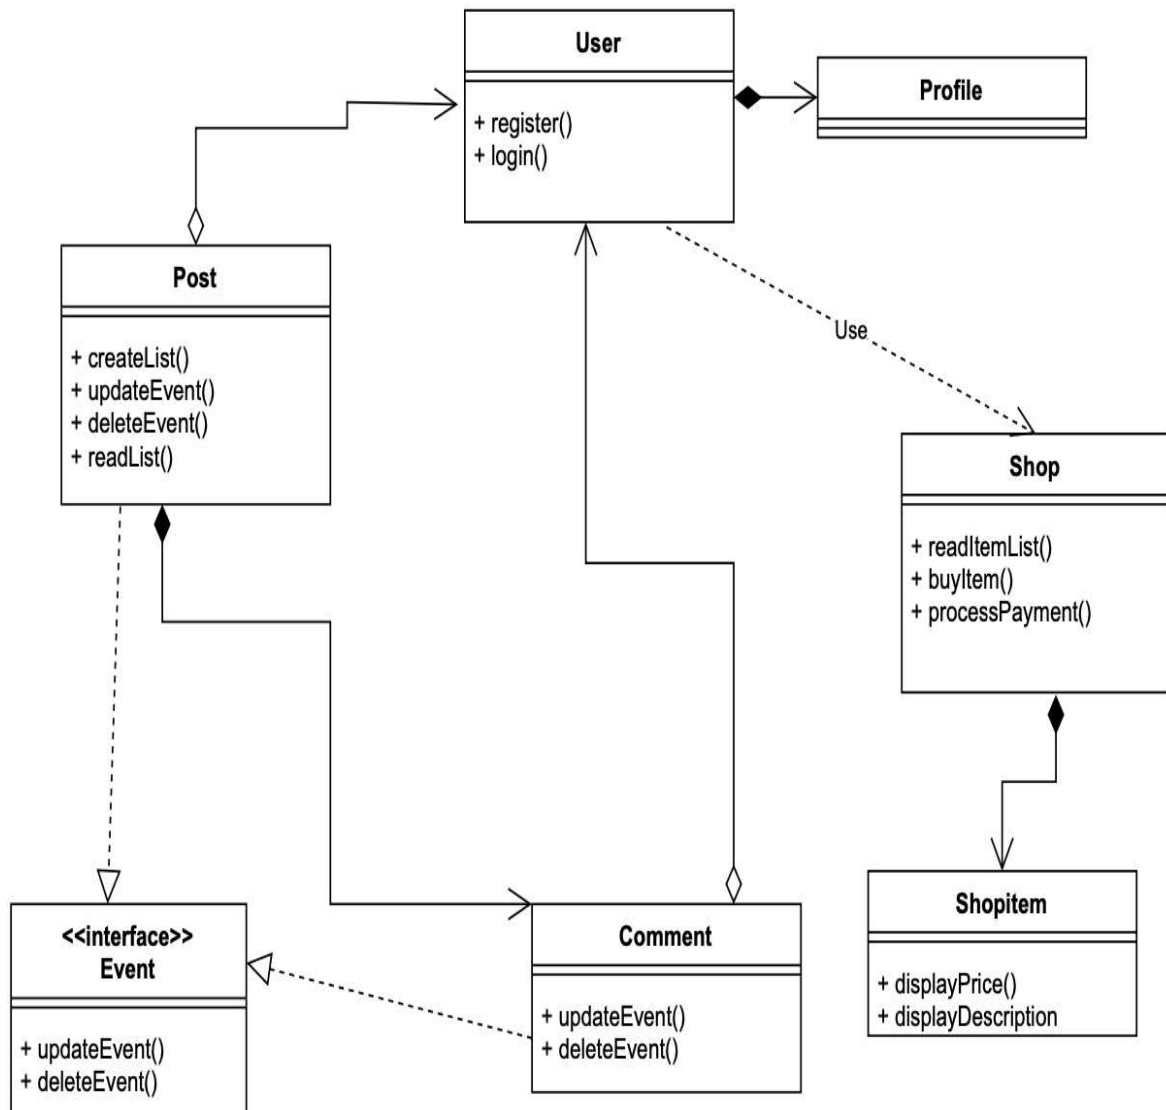 User
+ register()
+ login()
Profile
Post
+ createList()
+ updateEvent()
+ deleteEvent()
+ readList()
Use
Shop
+ readItemList()
+ buyItem()
+ processPayment()
<<interface>>
Event
+ updateEvent()
+ deleteEvent()
Comment
+ updateEvent()
+ deleteEvent()
Shopitem
+ displayPrice()
+ displayDescription